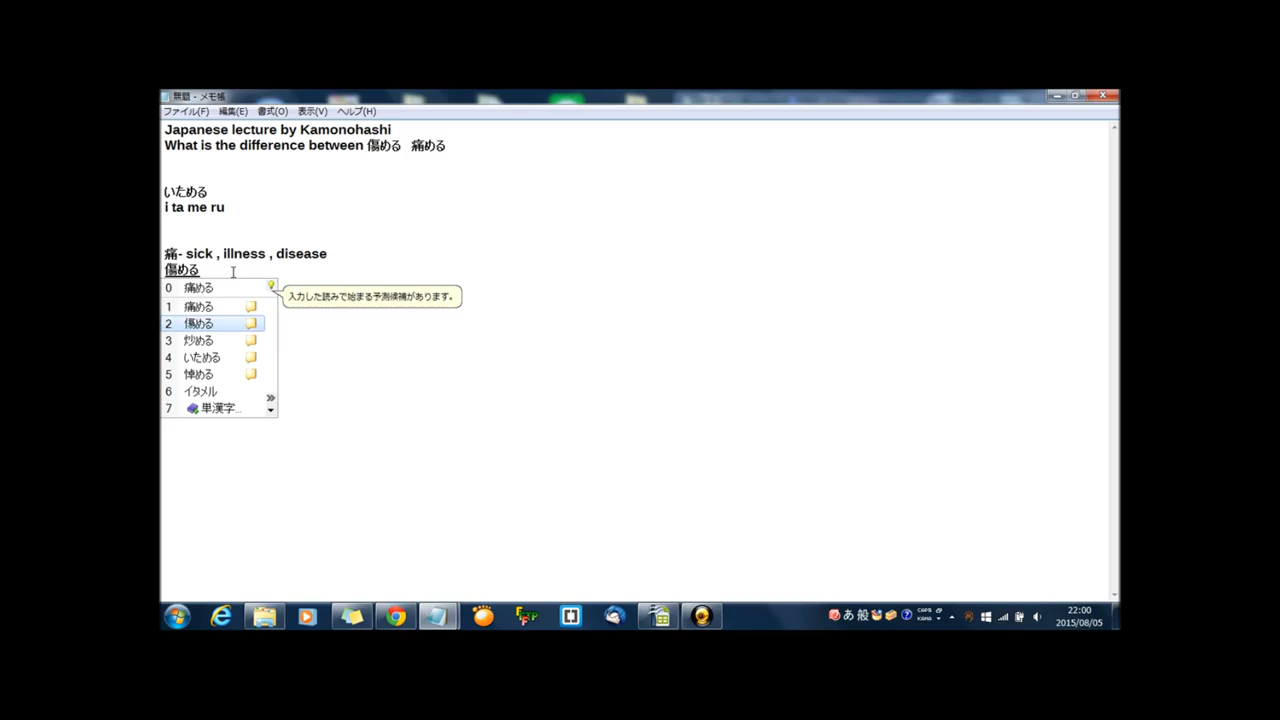 無題 - メモ帳
ファイル(F) 編集(E) 書式(O) 表示(V) ヘルプ(H)
Japanese lecture by Kamonohashi
What is the difference between 傷める 痛める
いためる
i ta me ru
痛- sick , illness , disease
傷める
0 痛める
入力した読みで始まる予測候補があります。
1 痛める
2 傷める
3 炒める
4 いためる
5 悼める
6 イタメル
7 単漢字...
あ 般 CAPS KANA
22:00
2015/08/05